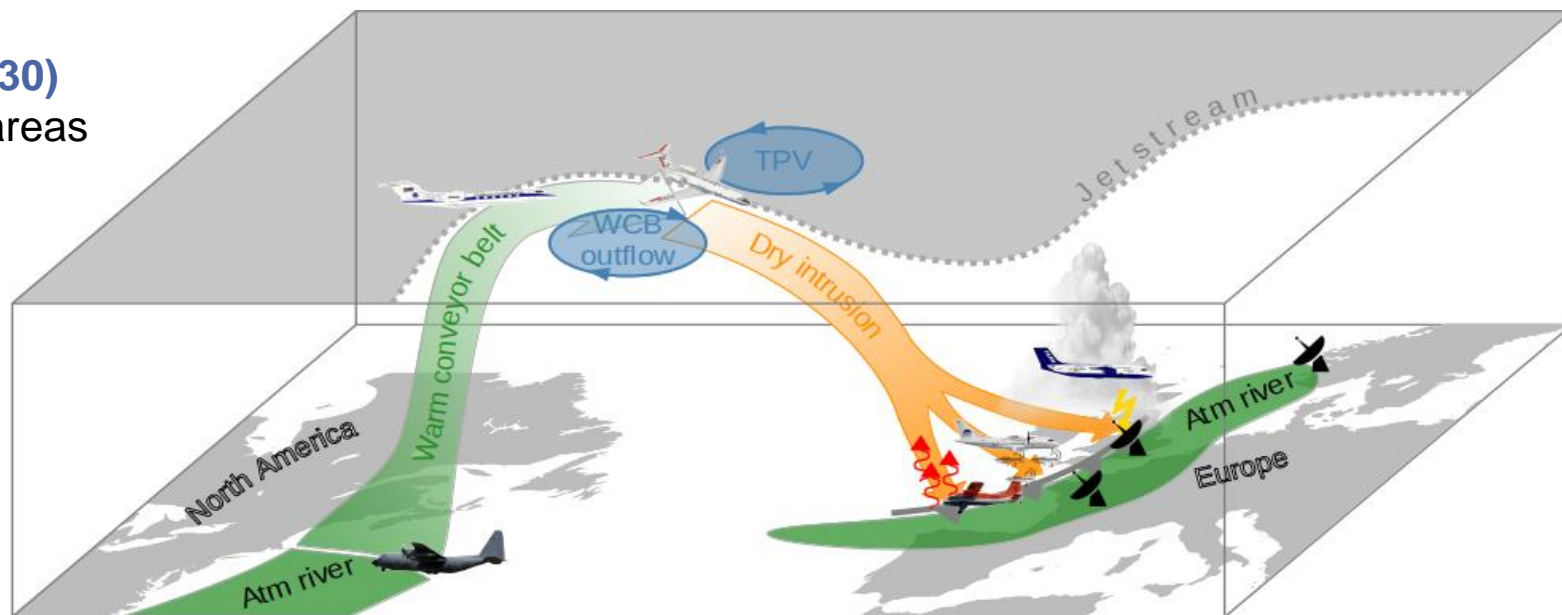 30)
areas
Jetstream
TPV
WCB
outflow
Warm conveyor belt
Dry intrusion
North America
Atm river
Atm river
Europe